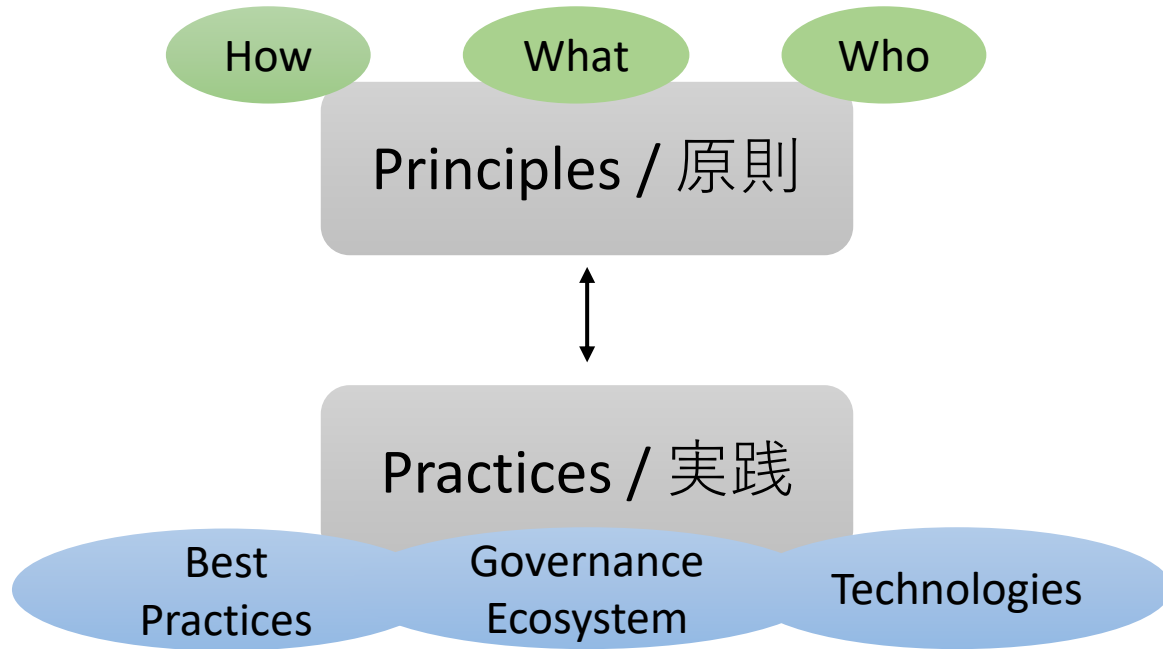 How
What
Who
Principles / 原則
Practices / 実践
Best
Practices
Governance
Ecosystem
Technologies